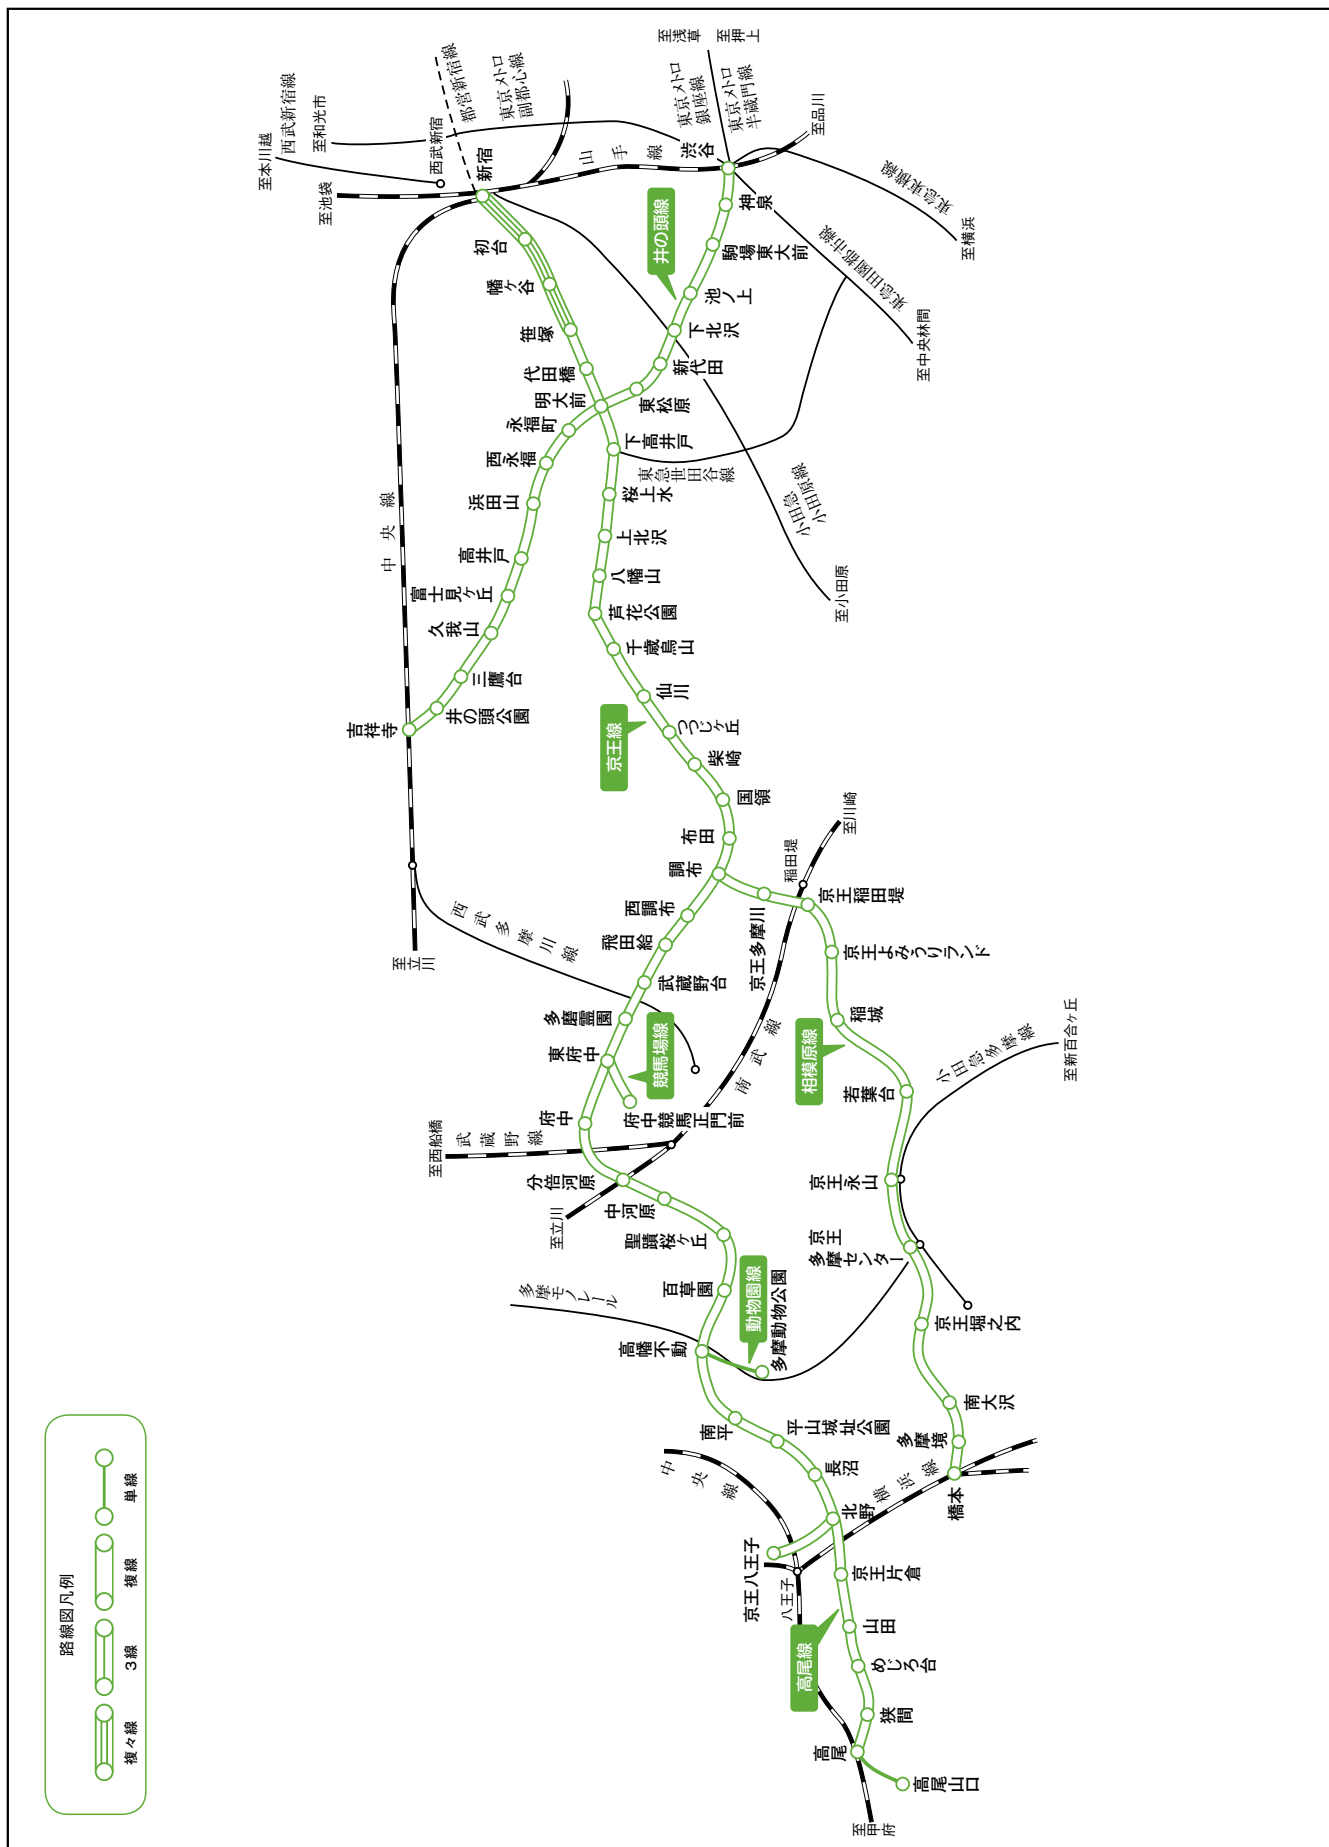 路線図凡例
複々線
3線
複線
単線
至浅草
至押上
都営新宿線
東京メトロ
副都心線
東京メトロ
銀座線
東京メトロ
半蔵門線
西武新宿線
至本川越
至和光市
西武新宿
至池袋
至品川
山手線
新宿
渋谷
神泉
駒場東大前
池ノ上
下北沢
新代田
東松原
明大前
永福町
西永福
浜田山
高井戸
富士見ヶ丘
久我山
三鷹台
井の頭公園
吉祥寺
井の頭線
東急東横線
至横浜
東急田園都市線
至中央林間
初台
幡ヶ谷
笹塚
代田橋
下高井戸
桜上水
上北沢
八幡山
芦花公園
千歳烏山
仙川
つつじヶ丘
柴崎
国領
布田
調布
京王線
東急世田谷線
小田急
小田原線
至小田原
中央線
至立川
西武多摩川線
西調布
飛田給
武蔵野台
多磨霊園
東府中
府中
分倍河原
中河原
聖蹟桜ヶ丘
百草園
高幡不動
南平
平山城址公園
長沼
北野
京王八王子
競馬場線
府中競馬正門前
武蔵野線
至西船橋
至立川
南武線
稲田堤
至川崎
京王多摩川
京王稲田堤
京王よみうりランド
稲城
若葉台
京王永山
京王
多摩センター
京王堀之内
南大沢
多摩境
橋本
相模原線
小田急多摩線
至新百合ヶ丘
多摩モノレール
動物園線
多摩動物公園
中央線
横浜線
八王子
京王片倉
山田
めじろ台
狭間
高尾
高尾山口
高尾線
至甲府